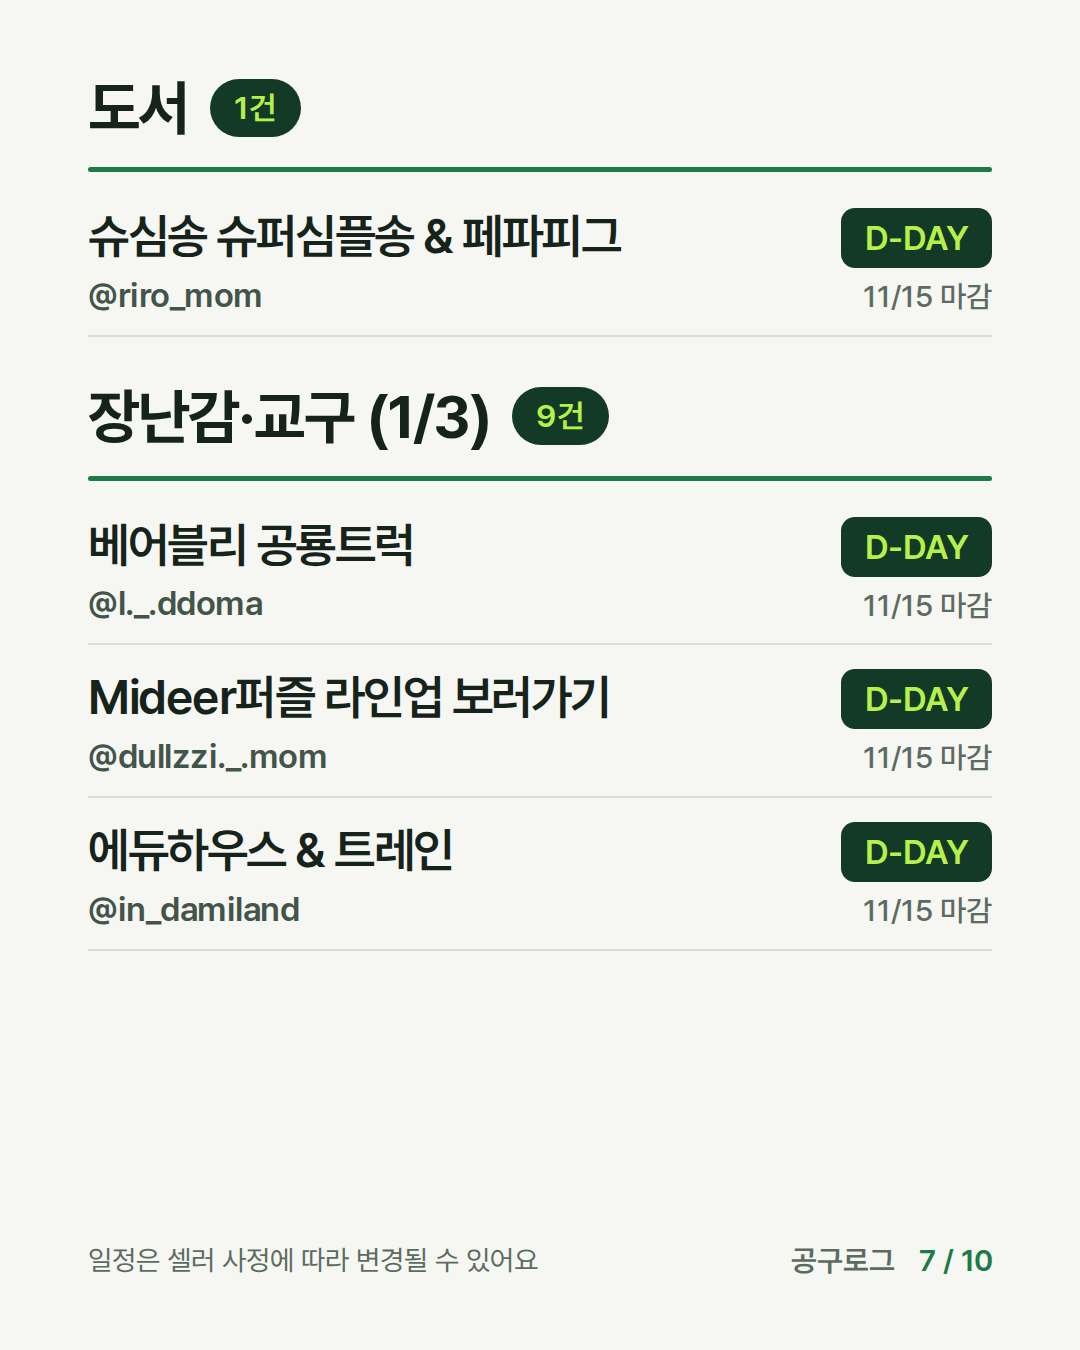 도서 1건
슈심송 슈퍼심플송 & 페파피그 D-DAY
@riro_mom 11/15 마감
장난감·교구 (1/3) 9건
베어블리 공룡트럭 D-DAY
@l._.ddoma 11/15 마감
Mideer퍼즐 라인업 보러가기 D-DAY
@dullzzi._.mom 11/15 마감
에듀하우스 & 트레인 D-DAY
@in_damiland 11/15 마감
일정은 셀러 사정에 따라 변경될 수 있어요 공구로그 7 / 10